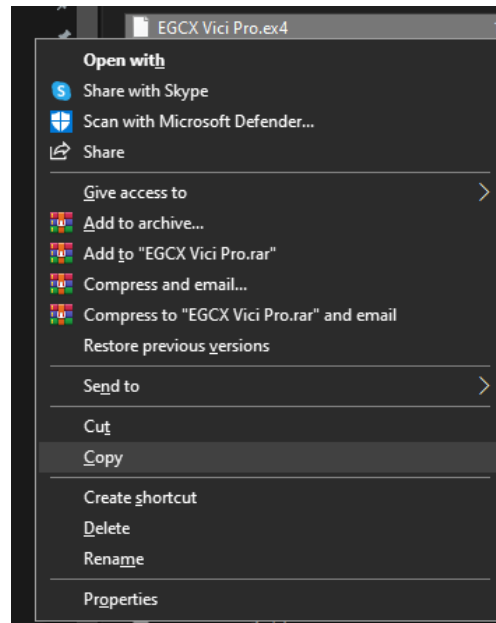 EGCX Vici Pro.ex4
Open with
Share with Skype
Scan with Microsoft Defender...
Share
Give access to
Add to archive...
Add to "EGCX Vici Pro.rar"
Compress and email...
Compress to "EGCX Vici Pro.rar" and email
Restore previous versions
Send to
Cut
Copy
Create shortcut
Delete
Rename
Properties